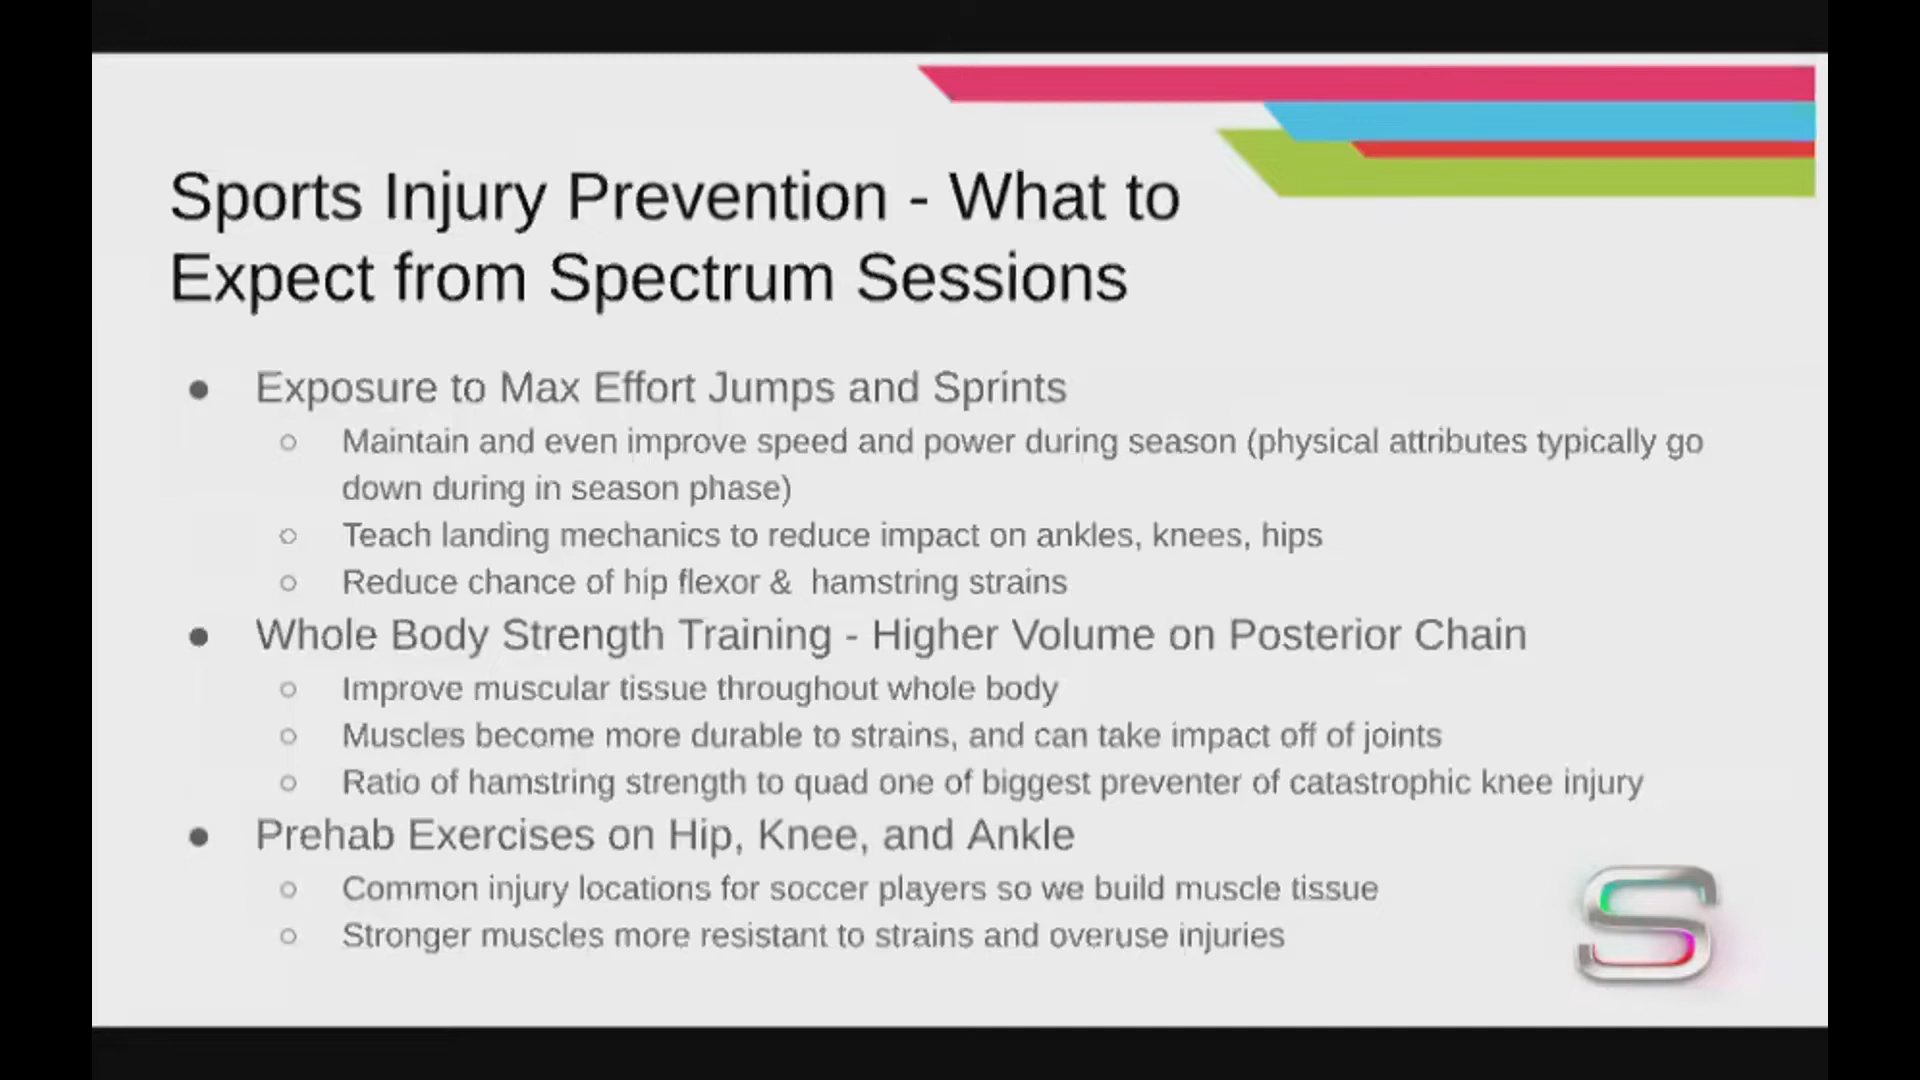 Sports Injury Prevention - What to
Expect from Spectrum Sessions
● Exposure to Max Effort Jumps and Sprints
○ Maintain and even improve speed and power during season (physical attributes typically go
down during in season phase)
○ Teach landing mechanics to reduce impact on ankles, knees, hips
○ Reduce chance of hip flexor &  hamstring strains
● Whole Body Strength Training - Higher Volume on Posterior Chain
○ Improve muscular tissue throughout whole body
○ Muscles become more durable to strains, and can take impact off of joints
○ Ratio of hamstring strength to quad one of biggest preventer of catastrophic knee injury
● Prehab Exercises on Hip, Knee, and Ankle
○ Common injury locations for soccer players so we build muscle tissue
○ Stronger muscles more resistant to strains and overuse injuries
S